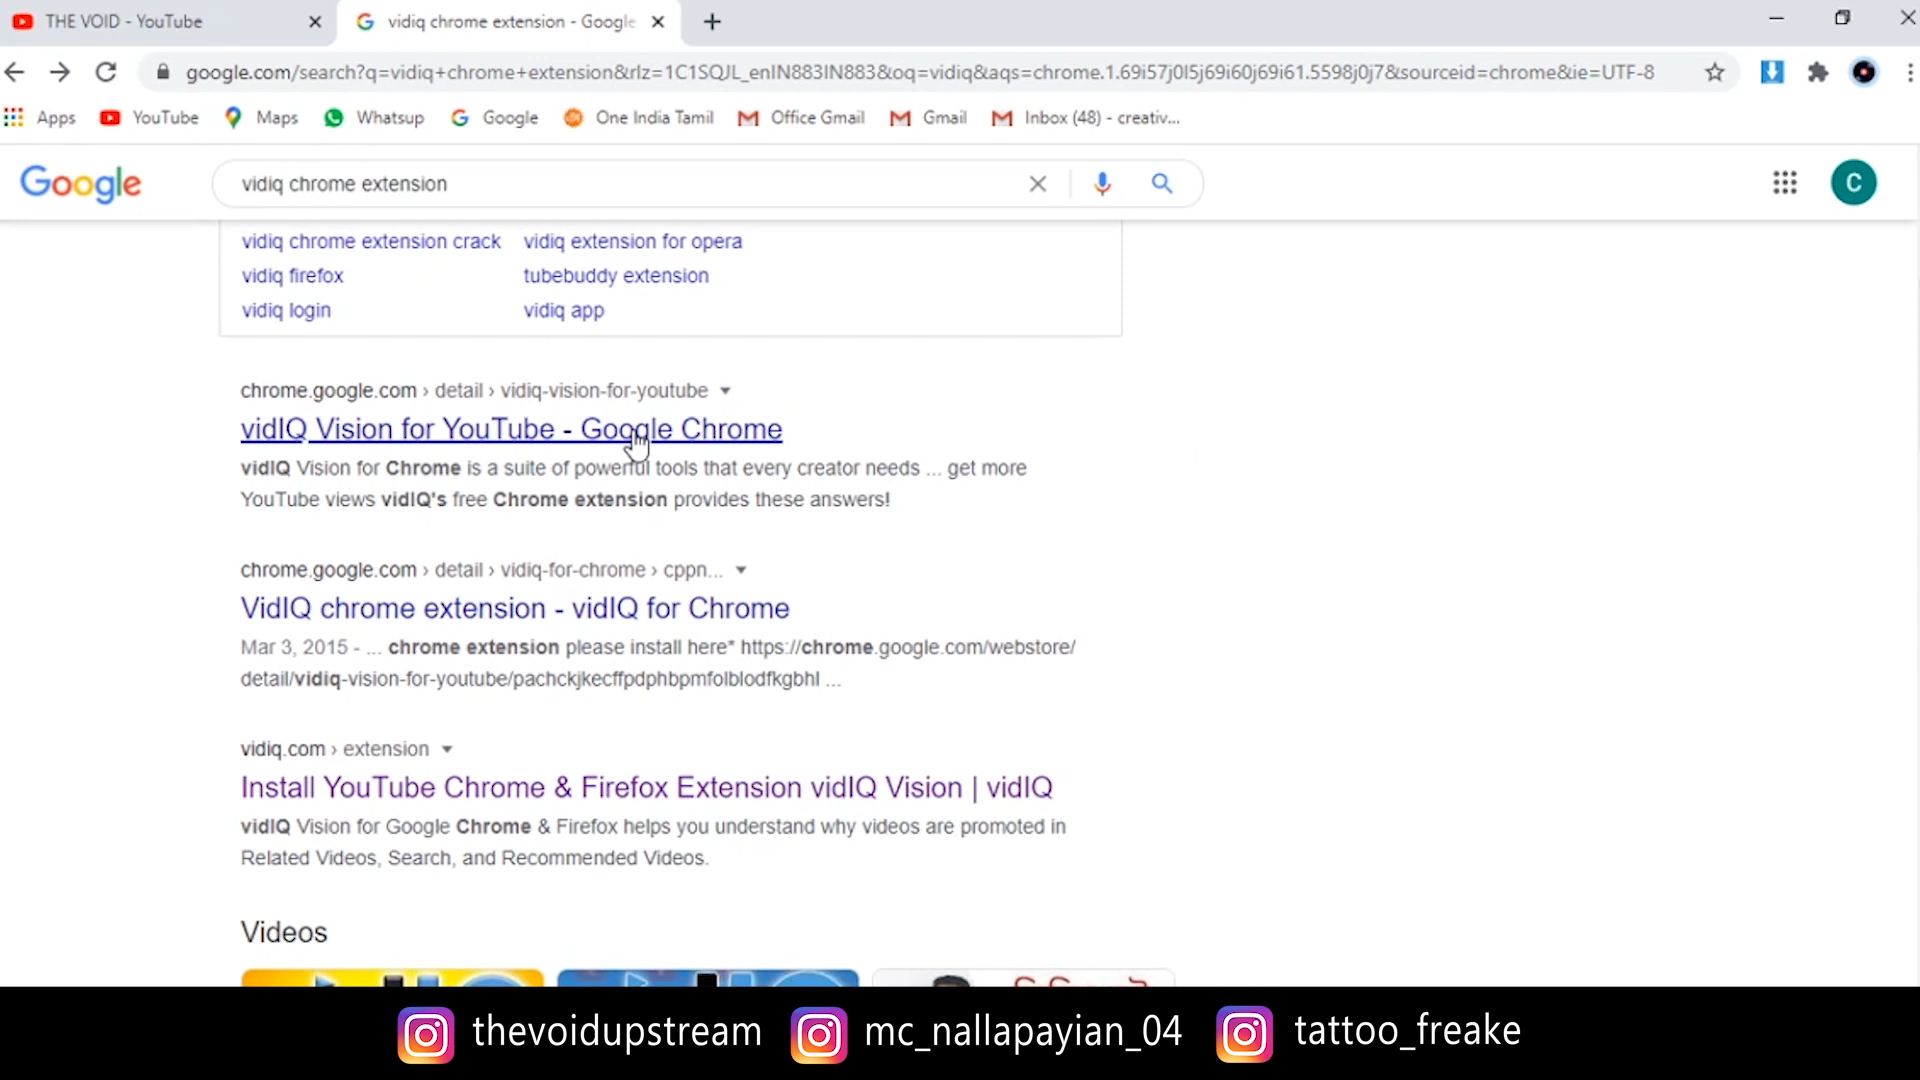 THE VOID - YouTube
vidiq chrome extension - Google
google.com/search?q=vidiq+chrome+extension&rlz=1C1SQJL_enIN883IN883&oq=vidiq&aqs=chrome.1.69i57j0l5j69i60j69i61.5598j0j7&sourceid=chrome&ie=UTF-8
Apps YouTube Maps Whatsup Google One India Tamil Office Gmail Gmail Inbox (48) - creativ...
Google vidiq chrome extension C
vidiq chrome extension crack vidiq extension for opera
vidiq firefox tubebuddy extension
vidiq login vidiq app
chrome.google.com › detail › vidiq-vision-for-youtube
vidIQ Vision for YouTube - Google Chrome
vidIQ Vision for Chrome is a suite of powerful tools that every creator needs ... get more
YouTube views vidIQ's free Chrome extension provides these answers!
chrome.google.com › detail › vidiq-for-chrome › cppn...
VidIQ chrome extension - vidIQ for Chrome
Mar 3, 2015 - ... chrome extension please install here* https://chrome.google.com/webstore/
detail/vidiq-vision-for-youtube/pachckjkecffpdphbpmfolblodfkgbhl ...
vidiq.com › extension
Install YouTube Chrome & Firefox Extension vidIQ Vision | vidIQ
vidIQ Vision for Google Chrome & Firefox helps you understand why videos are promoted in
Related Videos, Search, and Recommended Videos.
Videos
thevoidupstream mc_nallapayian_04 tattoo_freake